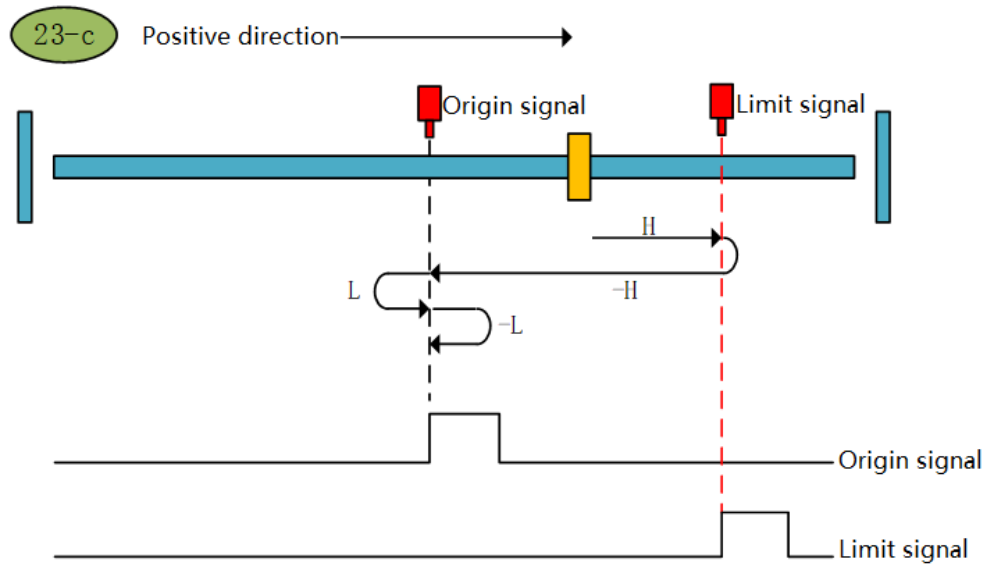 23-c
Positive direction
Origin signal
Limit signal
H
L
-H
-L
Origin signal
Limit signal